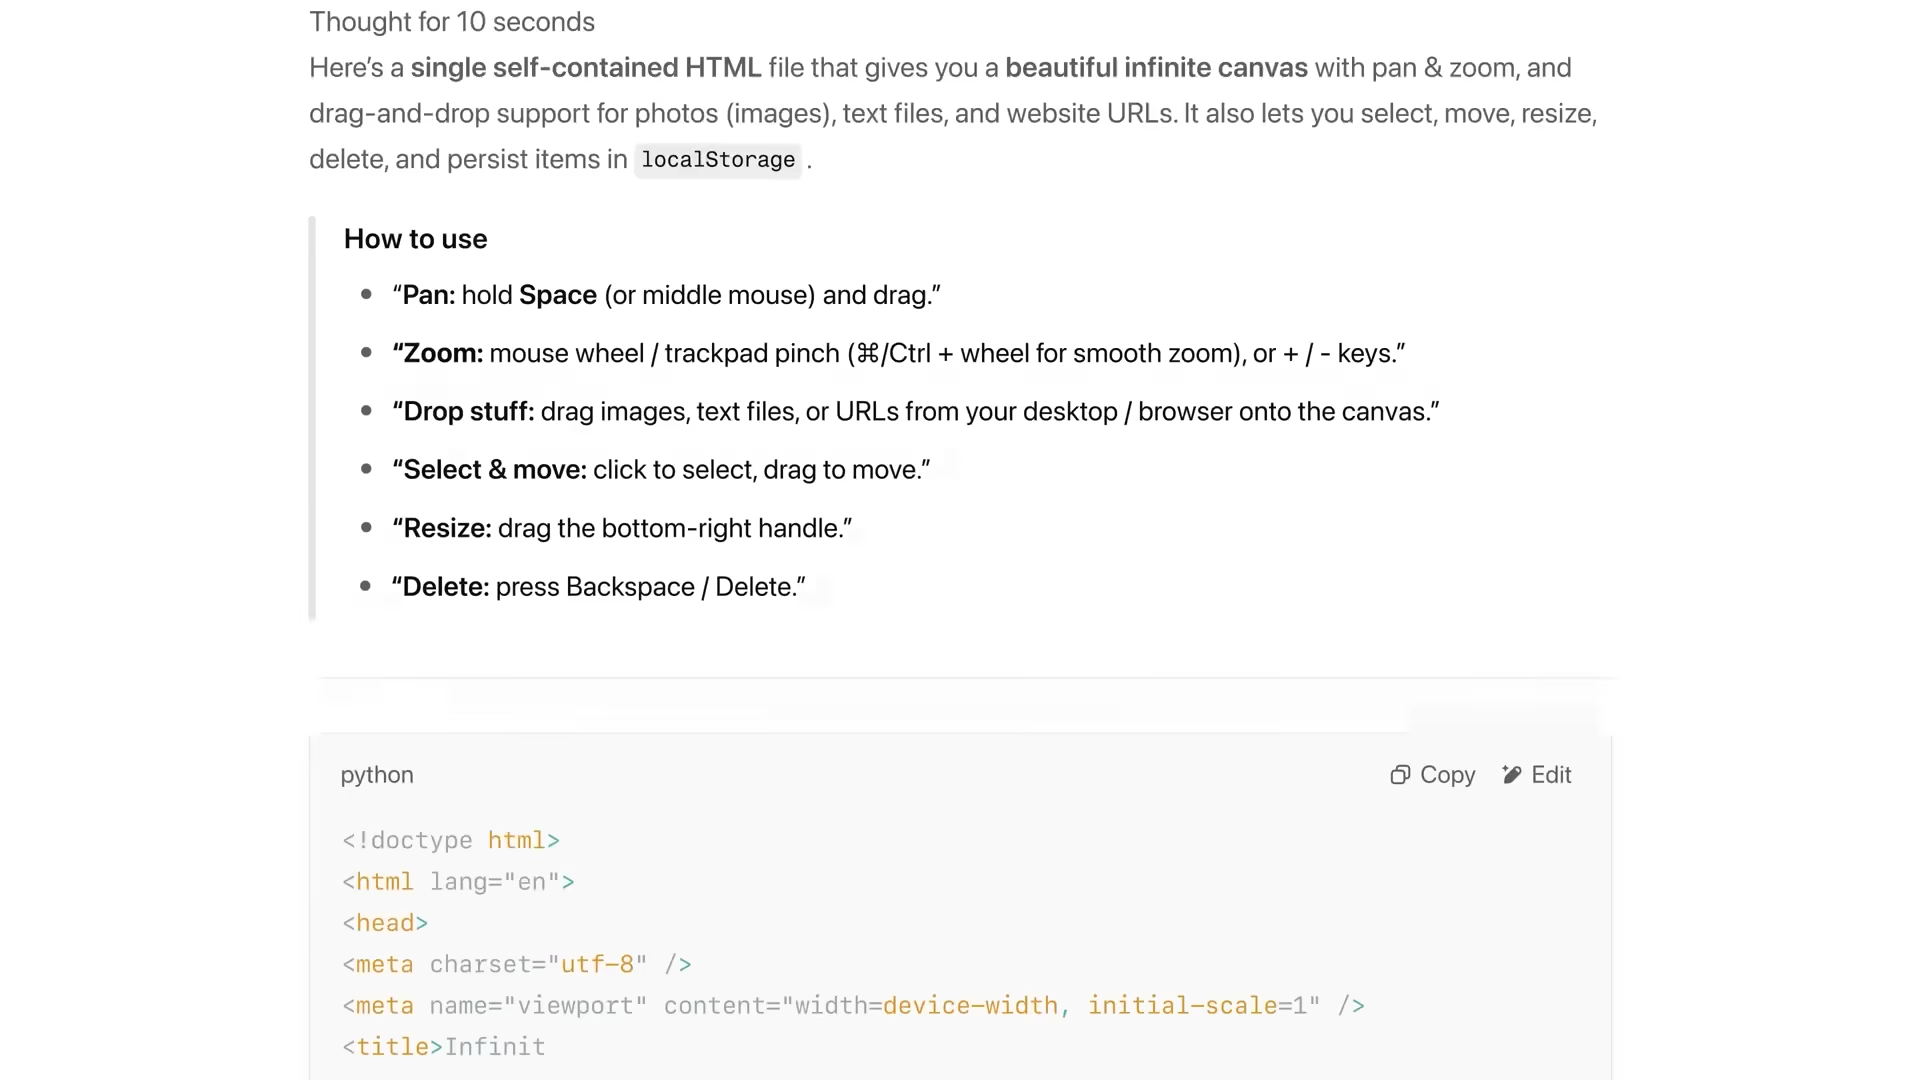 Thought for 10 seconds
Here’s a single self-contained HTML file that gives you a beautiful infinite canvas with pan & zoom, and
drag-and-drop support for photos (images), text files, and website URLs. It also lets you select, move, resize,
delete, and persist items in localStorage .
How to use
• “Pan: hold Space (or middle mouse) and drag.”
• “Zoom: mouse wheel / trackpad pinch (⌘/Ctrl + wheel for smooth zoom), or + / - keys.”
• “Drop stuff: drag images, text files, or URLs from your desktop / browser onto the canvas.”
• “Select & move: click to select, drag to move.”
• “Resize: drag the bottom-right handle.”
• “Delete: press Backspace / Delete.”
python Copy Edit
<!doctype html>
<html lang="en">
<head>
<meta charset="utf-8" />
<meta name="viewport" content="width=device-width, initial-scale=1" />
<title>Infinit